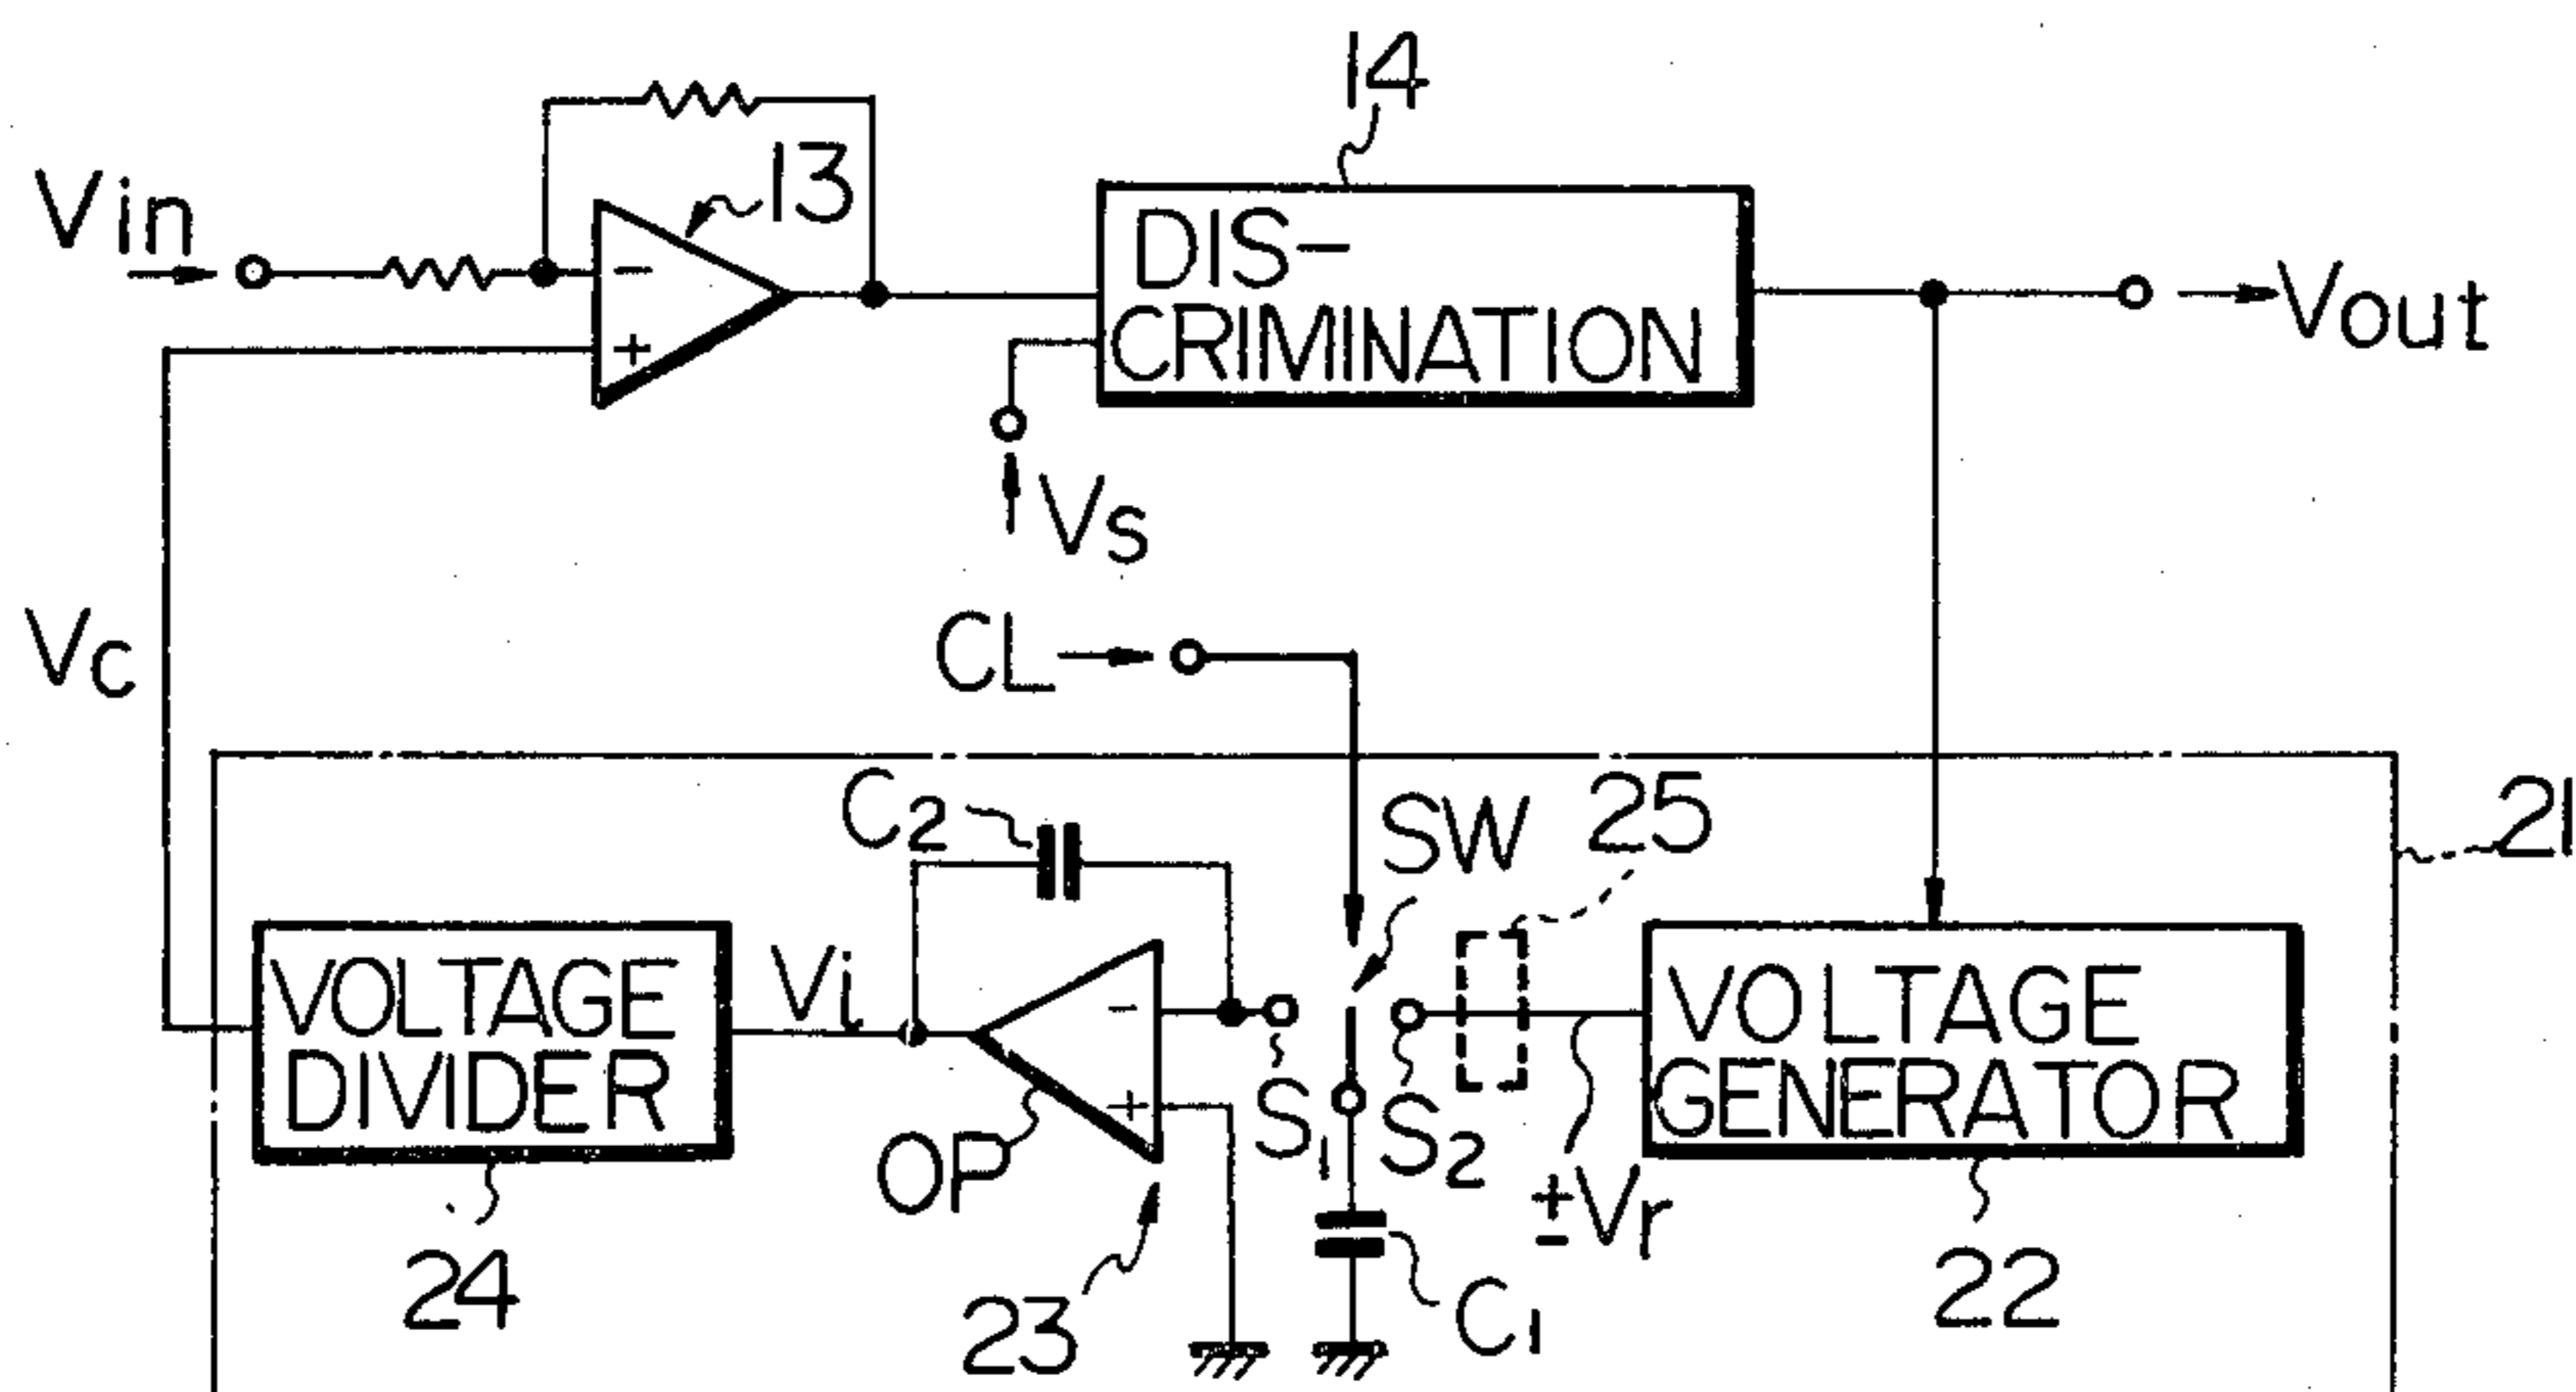 14
13
Vin
DIS-
CRIMINATION
Vout
Vs
CL
Vc
C2
SW
25
21
VOLTAGE
DIVIDER
Vi
VOLTAGE
GENERATOR
OP
S1
S2
±Vr
24
23
C1
22